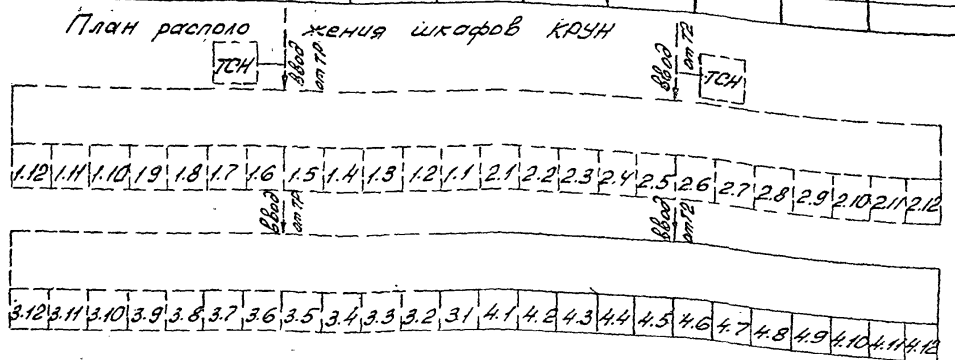 План расположения шкафов КРУН
ТСН ввод от ТР ввод от Т2 ТСН
1.12 1.11 1.10 1.9 1.8 1.7 1.6 1.5 1.4 1.3 1.2 1.1 2.1 2.2 2.3 2.4 2.5 2.6 2.7 2.8 2.9 2.10 2.11 2.12
ввод от ТР ввод от Т2
3.12 3.11 3.10 3.9 3.8 3.7 3.6 3.5 3.4 3.3 3.2 3.1 4.1 4.2 4.3 4.4 4.5 4.6 4.7 4.8 4.9 4.10 4.11 4.12